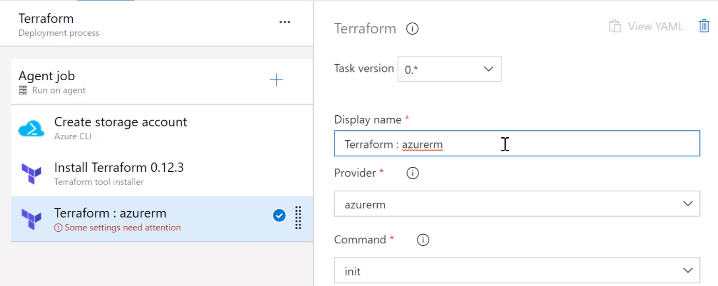 Terraform
Deployment process
...
Agent job
Run on agent
Create storage account
Azure CLI
Install Terraform 0.12.3
Terraform tool installer
Terraform : azurerm
Some settings need attention
Terraform
View YAML
Task version 0.*
Display name *
Terraform : azurerm
Provider *
azurerm
Command *
init